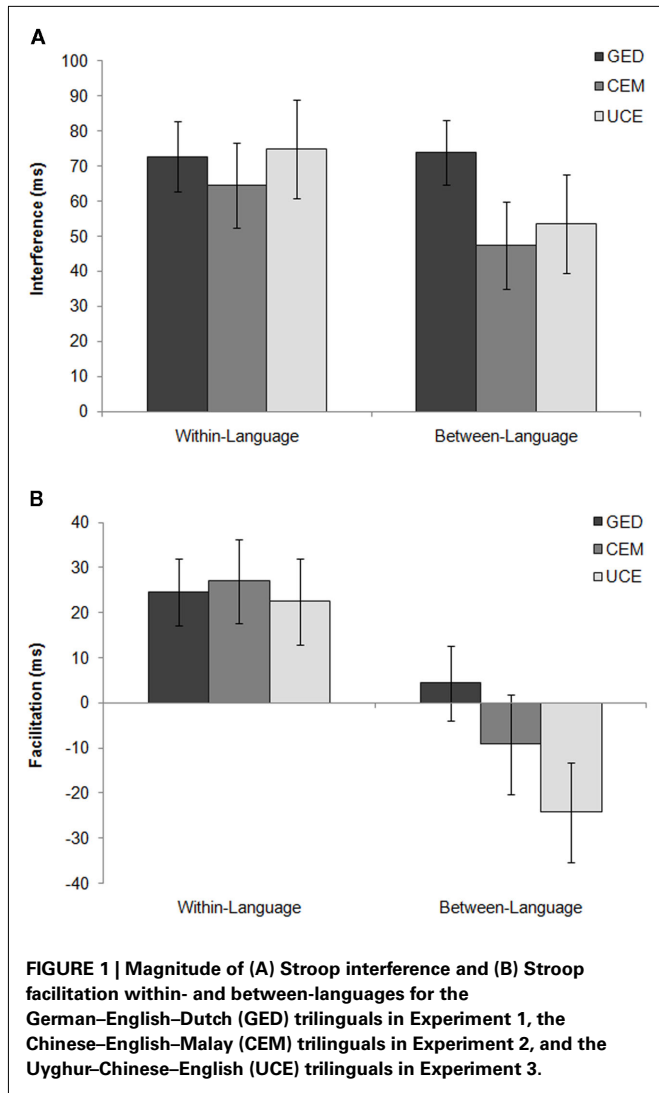 A
GED
CEM
UCE
100
90
80
70
60
50
40
30
20
10
0
Interference (ms)
Within-Language
Between-Language
B
GED
CEM
UCE
40
30
20
10
0
-10
-20
-30
-40
Facilitation (ms)
Within-Language
Between-Language
FIGURE 1 | Magnitude of (A) Stroop interference and (B) Stroop
facilitation within- and between-languages for the
German–English–Dutch (GED) trilinguals in Experiment 1, the
Chinese–English–Malay (CEM) trilinguals in Experiment 2, and the
Uyghur–Chinese–English (UCE) trilinguals in Experiment 3.